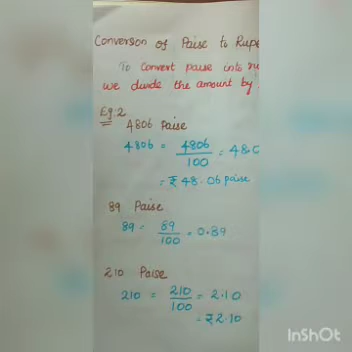 Conversion of Paise to Rupe
To convert paise into
we divide the amount by
Eg:2
4806 Paise
4806 = 4806/100 = 48.0
= ₹ 48.06 paise
89 Paise
89 = 89/100 = 0.89
210 Paise
210 = 210/100 = 2.10
= ₹2.10
InShOt